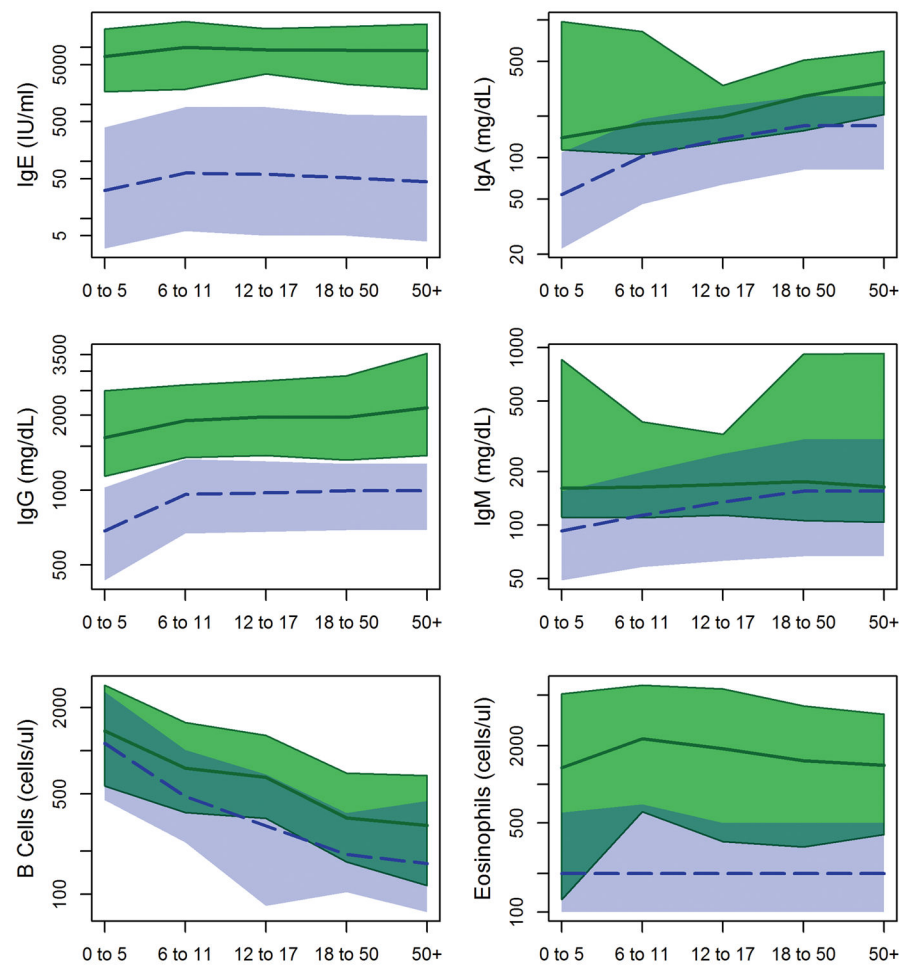 IgE (IU/ml)
5000
500
50
5
0 to 5
6 to 11
12 to 17
18 to 50
50+
IgA (mg/dL)
500
100
50
20
0 to 5
6 to 11
12 to 17
18 to 50
50+
IgG (mg/dL)
3500
2000
1000
500
0 to 5
6 to 11
12 to 17
18 to 50
50+
IgM (mg/dL)
1000
500
200
100
50
0 to 5
6 to 11
12 to 17
18 to 50
50+
B Cells (cells/ul)
2000
500
100
0 to 5
6 to 11
12 to 17
18 to 50
50+
Eosinophils (cells/ul)
2000
500
100
0 to 5
6 to 11
12 to 17
18 to 50
50+